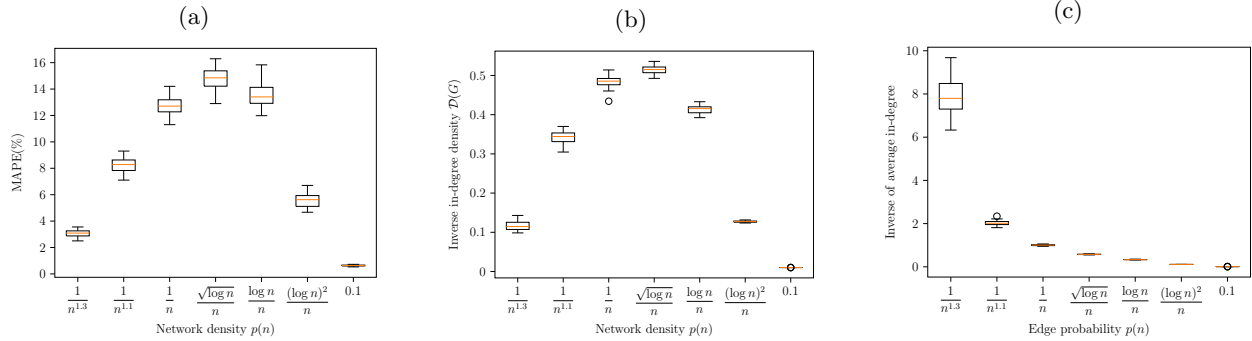 (a)
MAPE(%)
16
14
12
10
8
6
4
2
0
1/n^{1.3} 1/n^{1.1} 1/n √(log n)/n log n/n (log n)^2/n 0.1
Network density p(n)
(b)
Inverse in-degree density 𝒟(G)
0.5
0.4
0.3
0.2
0.1
0
1/n^{1.3} 1/n^{1.1} 1/n √(log n)/n log n/n (log n)^2/n 0.1
Network density p(n)
(c)
Inverse of average in-degree
10
8
6
4
2
0
1/n^{1.3} 1/n^{1.1} 1/n √(log n)/n log n/n (log n)^2/n 0.1
Edge probability p(n)